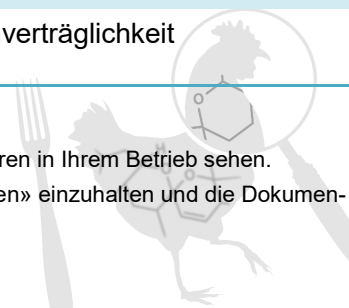 verträglichkeit
ren in Ihrem Betrieb sehen.
en» einzuhalten und die Dokumen-